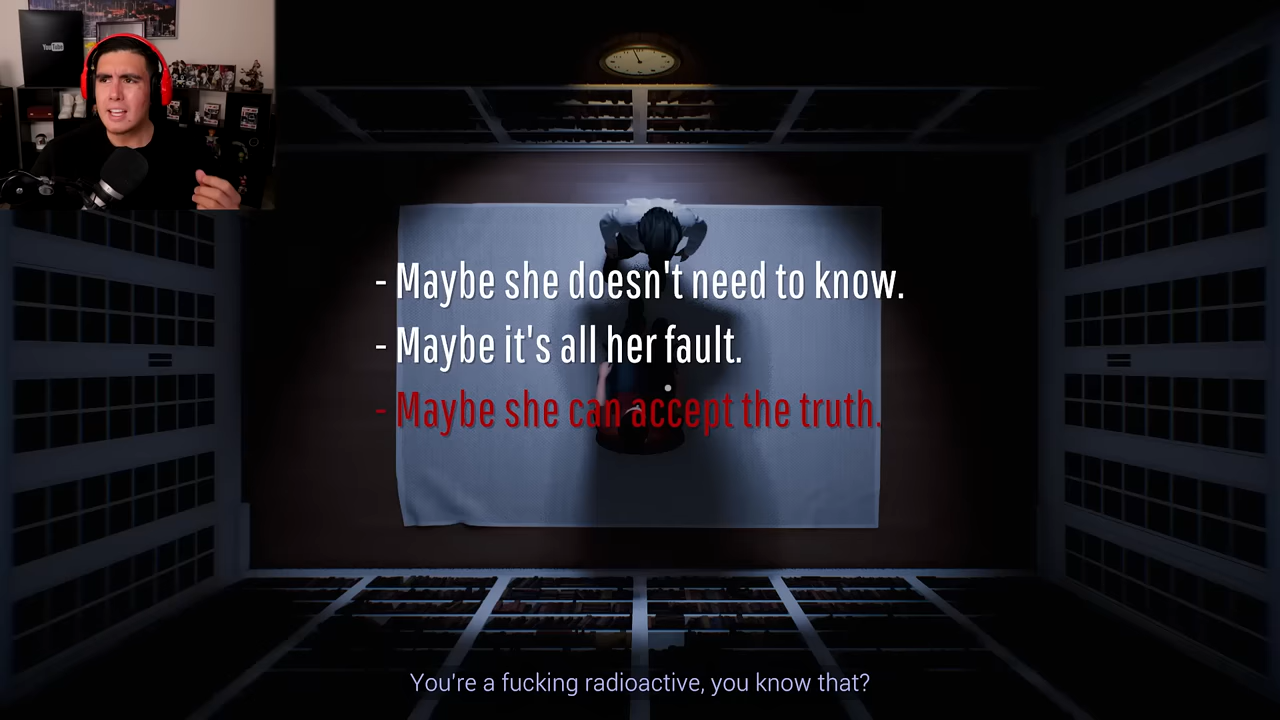 YouTube
- Maybe she doesn't need to know.
- Maybe it's all her fault.
- Maybe she can accept the truth.
You're a fucking radioactive, you know that?